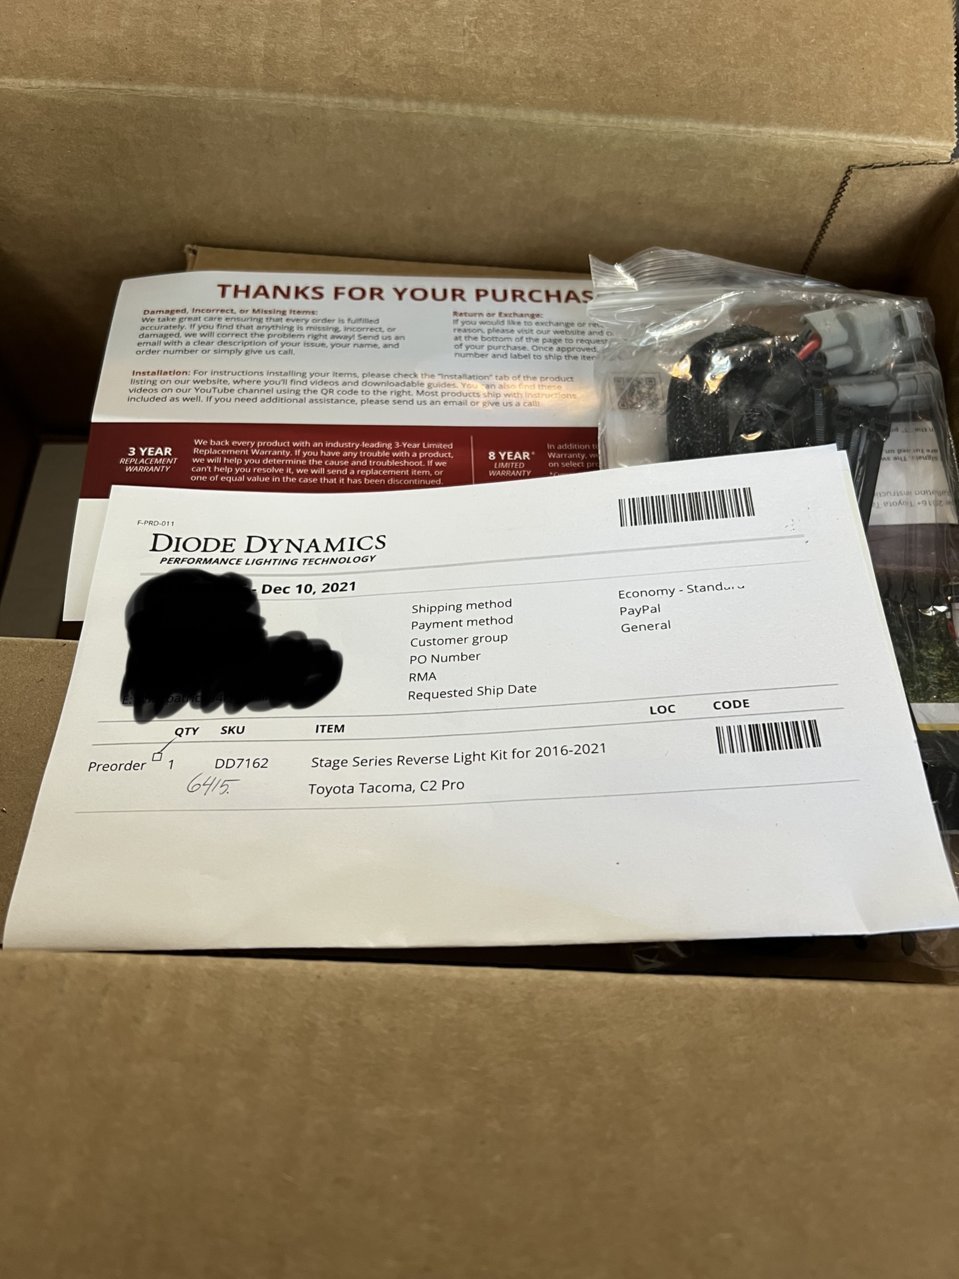 THANKS FOR YOUR PURCHAS
Damaged, Incorrect, or Missing Items:
We take great care ensuring that every order is fulfilled
accurately. If you find that anything is missing, incorrect, or
damaged, we will correct the problem right away! Send us an
email with a clear description of your issue, your name, and
order number or simply give us call.
Return or Exchange:
If you would like to exchange or
reason, please visit our website and
at the bottom of the page to request
of your purchase. Once approved,
number and label to ship the
Installation: For instructions installing your items, please check the "Installation" tab of the product
listing on our website, where you'll find videos and downloadable guides. You can also find these
videos on our YouTube channel using the QR code to the right. Most products ship with instructions
included as well. If you need additional assistance, please send us an email or give us a call!
3 YEAR
REPLACEMENT
WARRANTY
We back every product with an industry-leading 3-Year Limited
Replacement Warranty. If you have any trouble with a product,
we will help you determine the cause and troubleshoot. If we
can't help you resolve it, we will send a replacement item, or
one of equal value in the case that it has been discontinued.
8 YEAR*
LIMITED
WARRANTY
In addition
Warranty,
on select
F-PRD-011
DIODE DYNAMICS
PERFORMANCE LIGHTING TECHNOLOGY
- Dec 10, 2021
Shipping method Economy - Standard
Payment method PayPal
Customer group General
PO Number
RMA
Requested Ship Date
QTY SKU ITEM LOC CODE
Preorder 1 DD7162 Stage Series Reverse Light Kit for 2016-2021
6415 Toyota Tacoma, C2 Pro